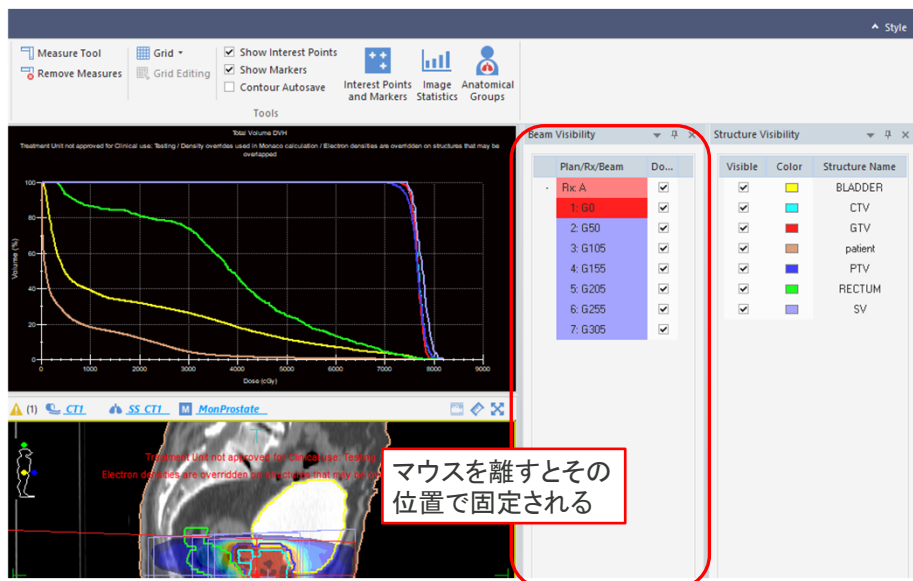 Style
Measure Tool
Remove Measures
Grid
Grid Editing
Show Interest Points
Show Markers
Contour Autosave
Interest Points and Markers
Image Statistics
Anatomical Groups
Tools
Total Volume DVH
Treatment Unit not approved for Clinical use: Testing / Density overrides used in Monaco calculation / Electron densities are overridden on structures that may be
overlapped
Volume (%)
100
80
60
40
20
0
0 1000 2000 3000 4000 5000 6000 7000 8000 9000
Dose (cGy)
Beam Visibility
Plan/Rx/Beam Do...
Rx: A
1: G0
2: G50
3: G105
4: G155
5: G205
6: G255
7: G305
Structure Visibility
Visible Color Structure Name
BLADDER
CTV
GTV
patient
PTV
RECTUM
SV
(1) CT1 SS_CT1 M MonProstate
Treatment Unit not approved for Clinical use: Testing
Electron densities are overridden on structures that may be
マウスを離すとその
位置で固定される